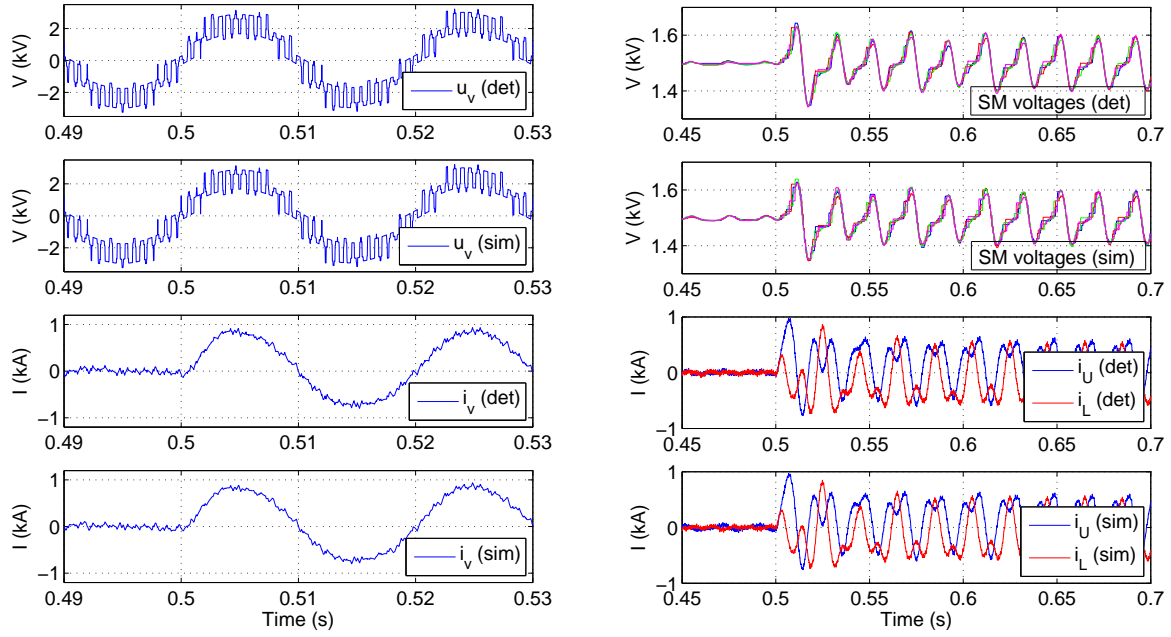 V (kV)
2
0
−2
u_v (det)
0.49 0.5 0.51 0.52 0.53
V (kV)
2
0
−2
u_v (sim)
0.49 0.5 0.51 0.52 0.53
I (kA)
1
0
−1
i_v (det)
0.49 0.5 0.51 0.52 0.53
I (kA)
1
0
−1
i_v (sim)
0.49 0.5 0.51 0.52 0.53
Time (s)
V (kV)
1.6
1.4
SM voltages (det)
0.45 0.5 0.55 0.6 0.65 0.7
V (kV)
1.6
1.4
SM voltages (sim)
0.45 0.5 0.55 0.6 0.65 0.7
I (kA)
1
0
−1
i_U (det)
i_L (det)
0.45 0.5 0.55 0.6 0.65 0.7
I (kA)
1
0
−1
i_U (sim)
i_L (sim)
0.45 0.5 0.55 0.6 0.65 0.7
Time (s)